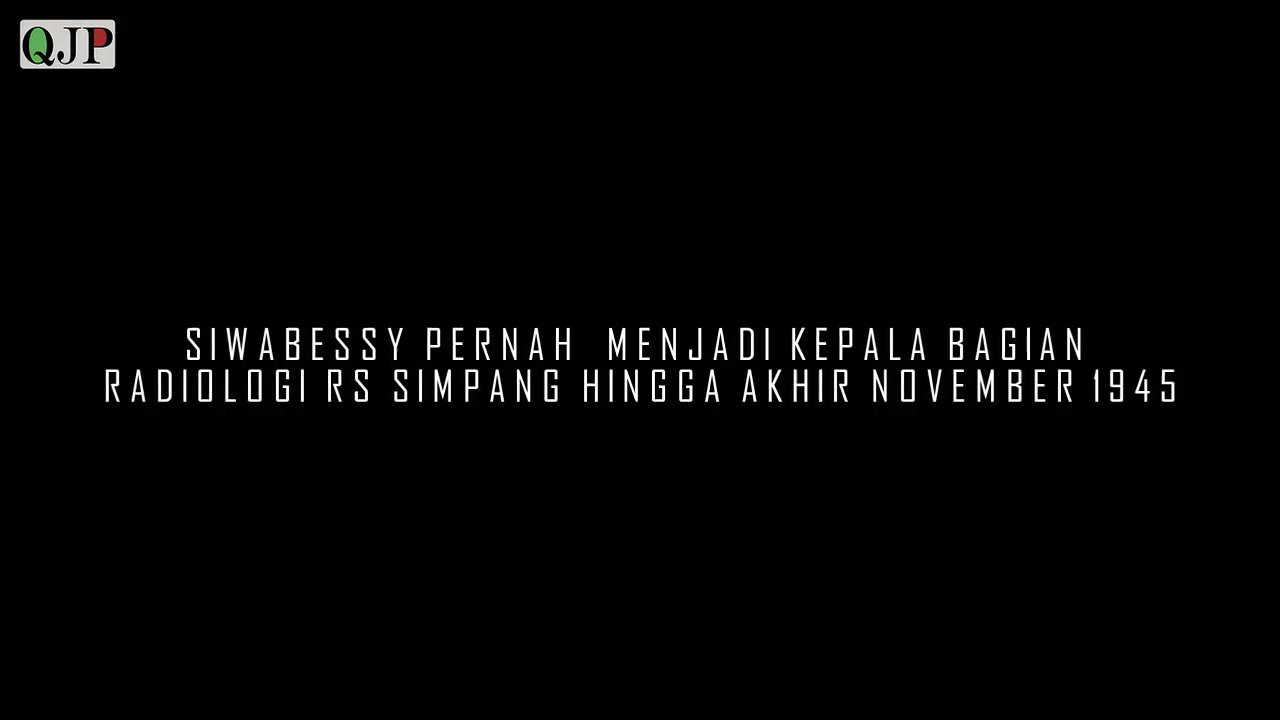 QJP
SIWABESSY PERNAH MENJADI KEPALA BAGIAN
RADIOLOGI RS SIMPANG HINGGA AKHIR NOVEMBER 1945